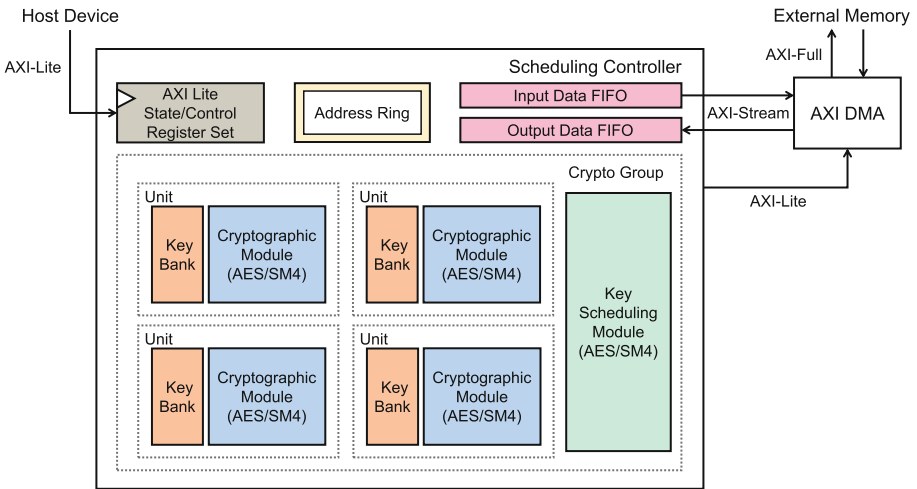 Host Device
External Memory
AXI-Lite
AXI-Full
Scheduling Controller
AXI Lite
State/Control
Register Set
Address Ring
Input Data FIFO
Output Data FIFO
AXI-Stream
AXI DMA
AXI-Lite
Crypto Group
Unit
Key
Bank
Cryptographic
Module
(AES/SM4)
Unit
Key
Bank
Cryptographic
Module
(AES/SM4)
Key
Scheduling
Module
(AES/SM4)
Unit
Key
Bank
Cryptographic
Module
(AES/SM4)
Unit
Key
Bank
Cryptographic
Module
(AES/SM4)